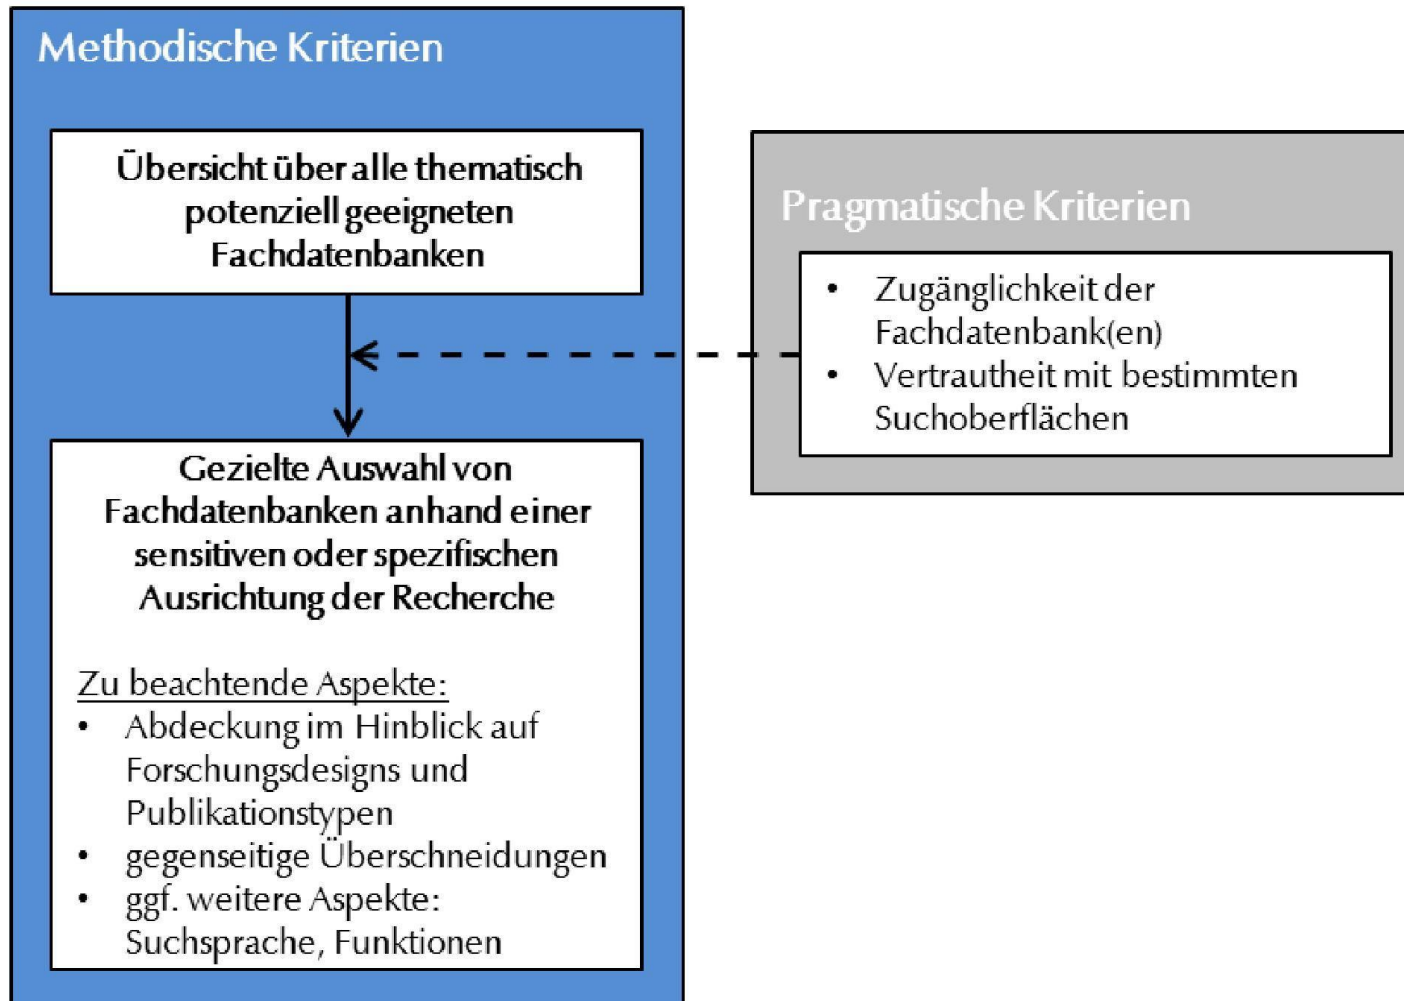 Methodische Kriterien
Übersicht über alle thematisch
potenziell geeigneten
Fachdatenbanken
Gezielte Auswahl von
Fachdatenbanken anhand einer
sensitiven oder spezifischen
Ausrichtung der Recherche
Zu beachtende Aspekte:
• Abdeckung im Hinblick auf
Forschungsdesigns und
Publikationstypen
• gegenseitige Überschneidungen
• ggf. weitere Aspekte:
Suchsprache, Funktionen
Pragmatische Kriterien
• Zugänglichkeit der
Fachdatenbank(en)
• Vertrautheit mit bestimmten
Suchoberflächen